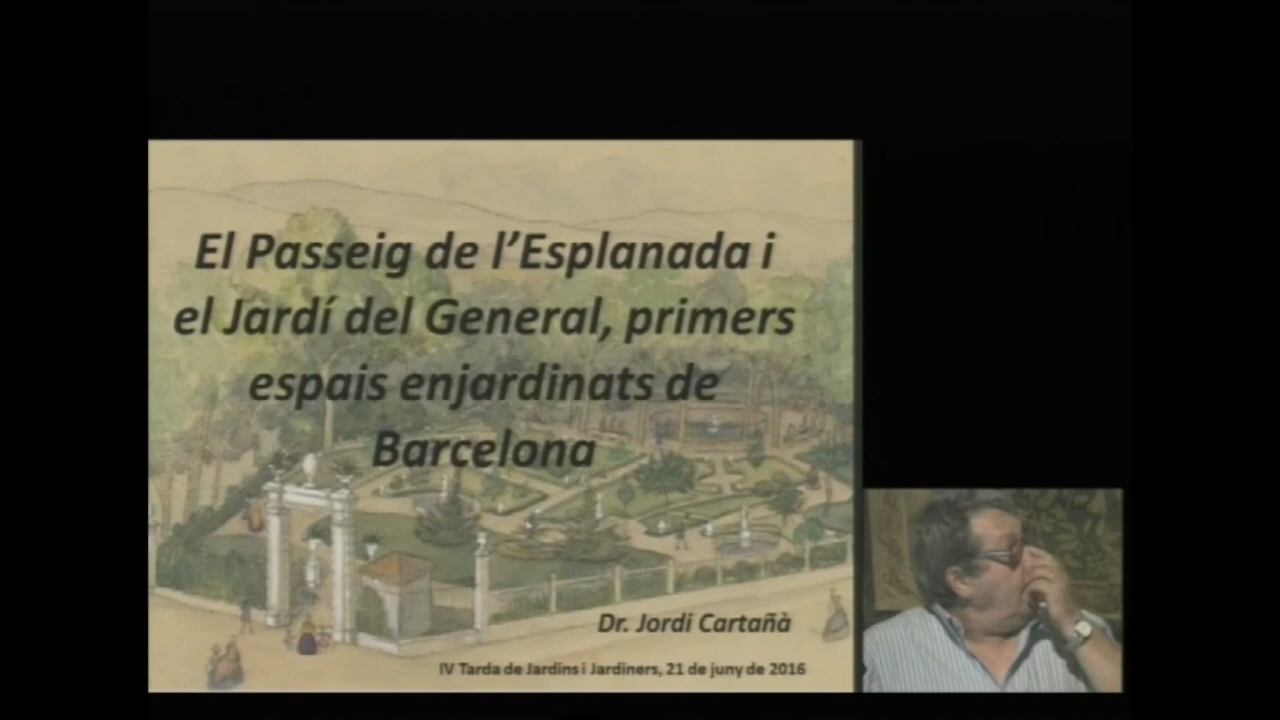 El Passeig de l'Esplanada i
el Jardí del General, primers
espais enjardinats de
Barcelona
Dr. Jordi Cartañà
IV Tarda de Jardins i Jardiners, 21 de juny de 2016